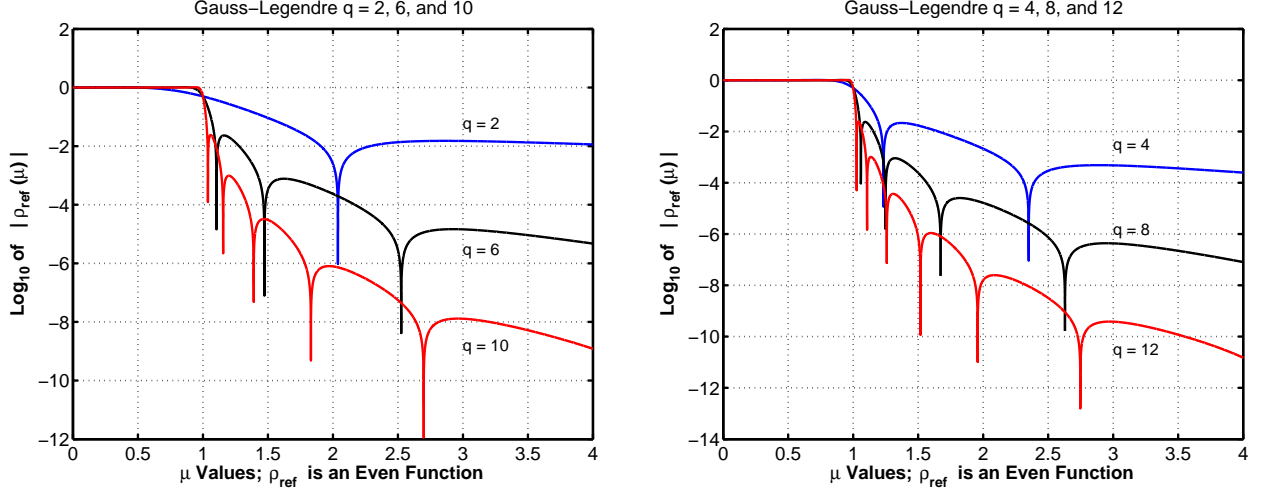 Gauss–Legendre q = 2, 6, and 10
2
0
−2
−4
−6
−8
−10
−12
Log10 of | ρref (μ) |
q = 2
q = 6
q = 10
0 0.5 1 1.5 2 2.5 3 3.5 4
μ Values; ρref is an Even Function
Gauss–Legendre q = 4, 8, and 12
2
0
−2
−4
−6
−8
−10
−12
−14
Log10 of | ρref (μ) |
q = 4
q = 8
q = 12
0 0.5 1 1.5 2 2.5 3 3.5 4
μ Values; ρref is an Even Function